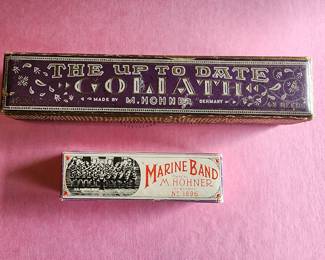 THE UP TO DATE
GOLIATH
MADE BY M. HOHNER GERMANY
MARINE BAND
M. HOHNER
No 1896